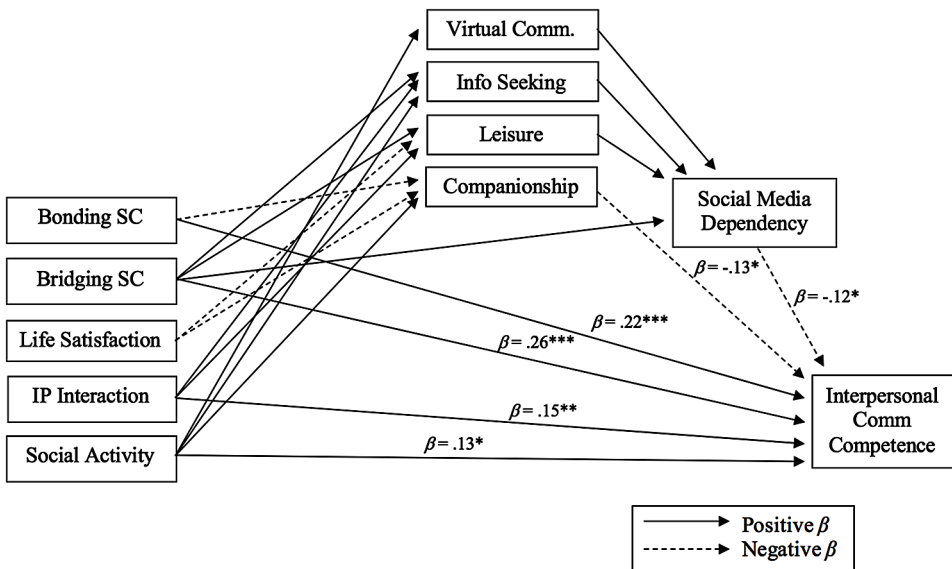 Virtual Comm.
Info Seeking
Leisure
Companionship
Social Media
Dependency
Bonding SC
Bridging SC
Life Satisfaction
IP Interaction
Social Activity
β = -.13*
β = -.12*
β = .22***
β = .26***
β = .15**
β = .13*
Interpersonal
Comm
Competence
Positive β
Negative β